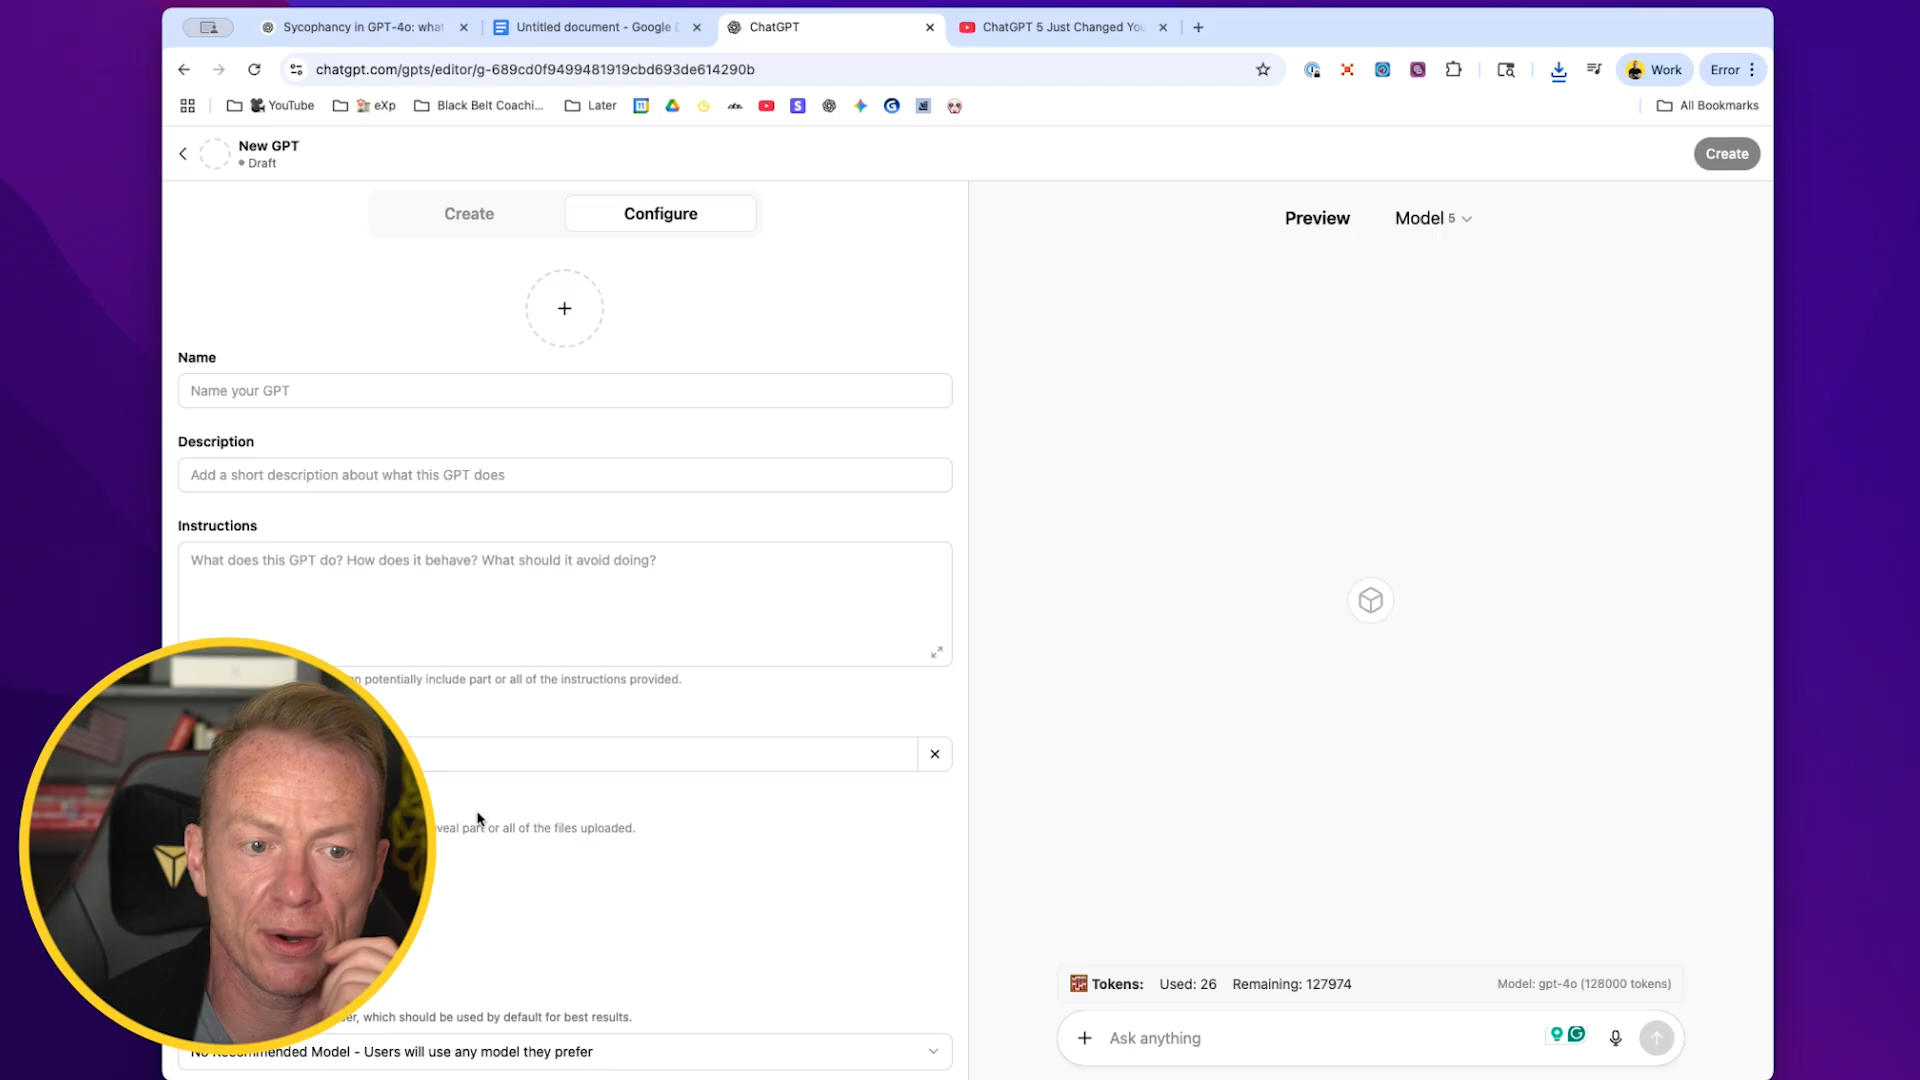 Sycophancy in GPT-4o: what
Untitled document - Google
ChatGPT
ChatGPT 5 Just Changed You
chatgpt.com/gpts/editor/g-689cd0f9499481919cbd693de614290b
Work
Error
YouTube
eXp
Black Belt Coachi...
Later
All Bookmarks
New GPT
Draft
Create
Create
Configure
Preview
Model 5
Name
Name your GPT
Description
Add a short description about what this GPT does
Instructions
What does this GPT do? How does it behave? What should it avoid doing?
potentially include part or all of the instructions provided.
part or all of the files uploaded.
which should be used by default for best results.
Recommended Model - Users will use any model they prefer
Tokens: Used: 26 Remaining: 127974
Model: gpt-4o (128000 tokens)
Ask anything